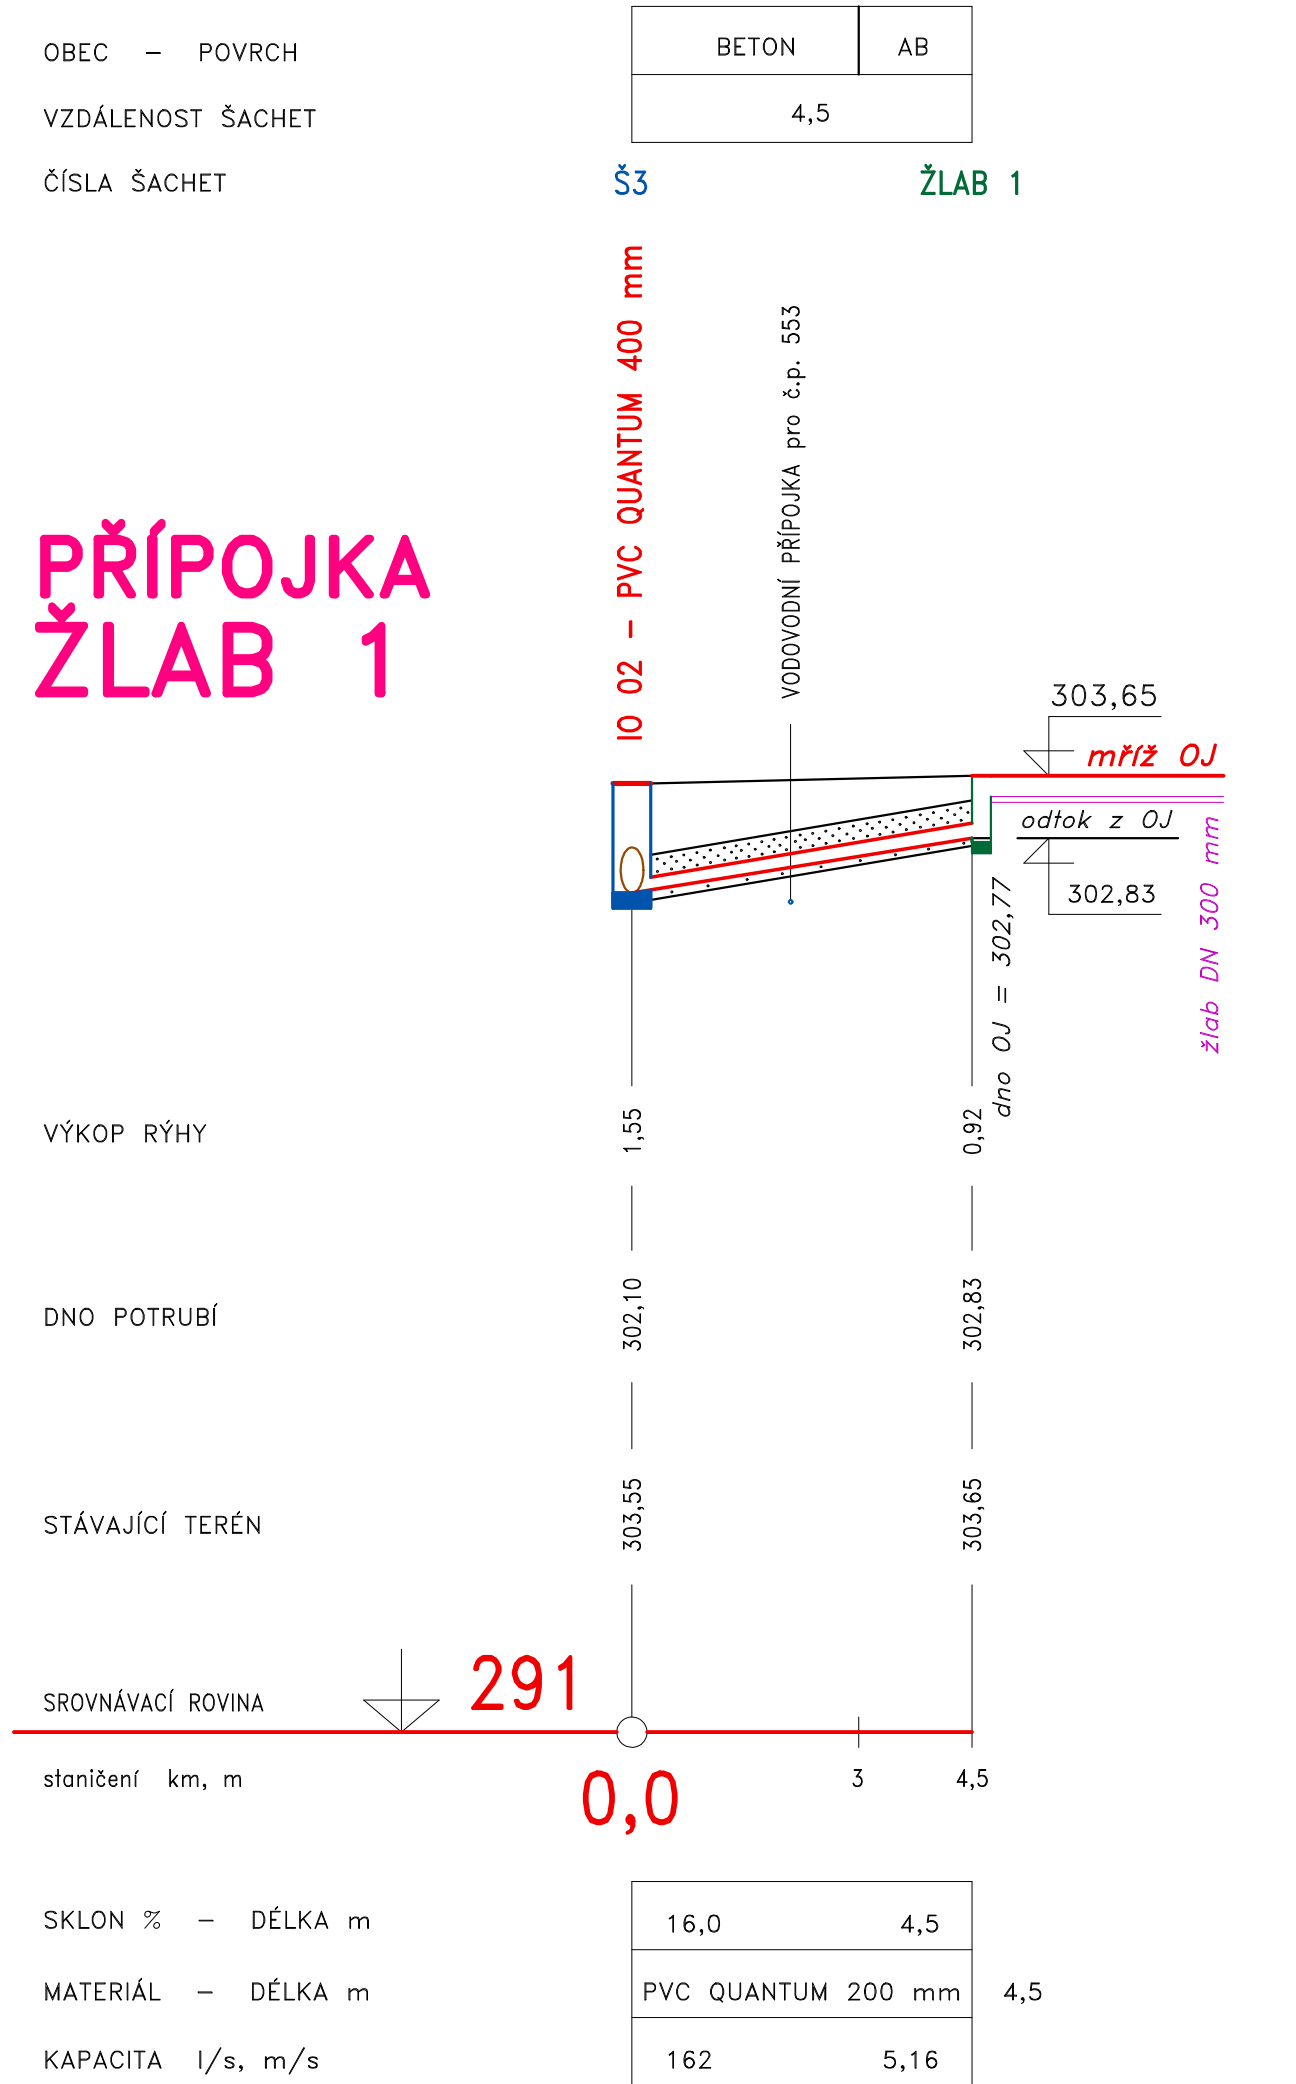 OBEC – POVRCH
BETON
AB
VZDÁLENOST ŠACHET
4,5
ČÍSLA ŠACHET
Š3
ŽLAB 1
IO 02 – PVC QUANTUM 400 mm
VODOVODNÍ PŘÍPOJKA pro č.p. 553
PŘÍPOJKA
ŽLAB 1
303,65
mříž OJ
odtok z OJ
302,83
dno OJ = 302,77
žlab DN 300 mm
VÝKOP RÝHY
1,55
0,92
DNO POTRUBÍ
302,10
302,83
STÁVAJÍCÍ TERÉN
303,55
303,65
SROVNÁVACÍ ROVINA
291
staničení km, m
0,0
3
4,5
SKLON % – DÉLKA m
16,0
4,5
MATERIÁL – DÉLKA m
PVC QUANTUM 200 mm
4,5
KAPACITA l/s, m/s
162
5,16